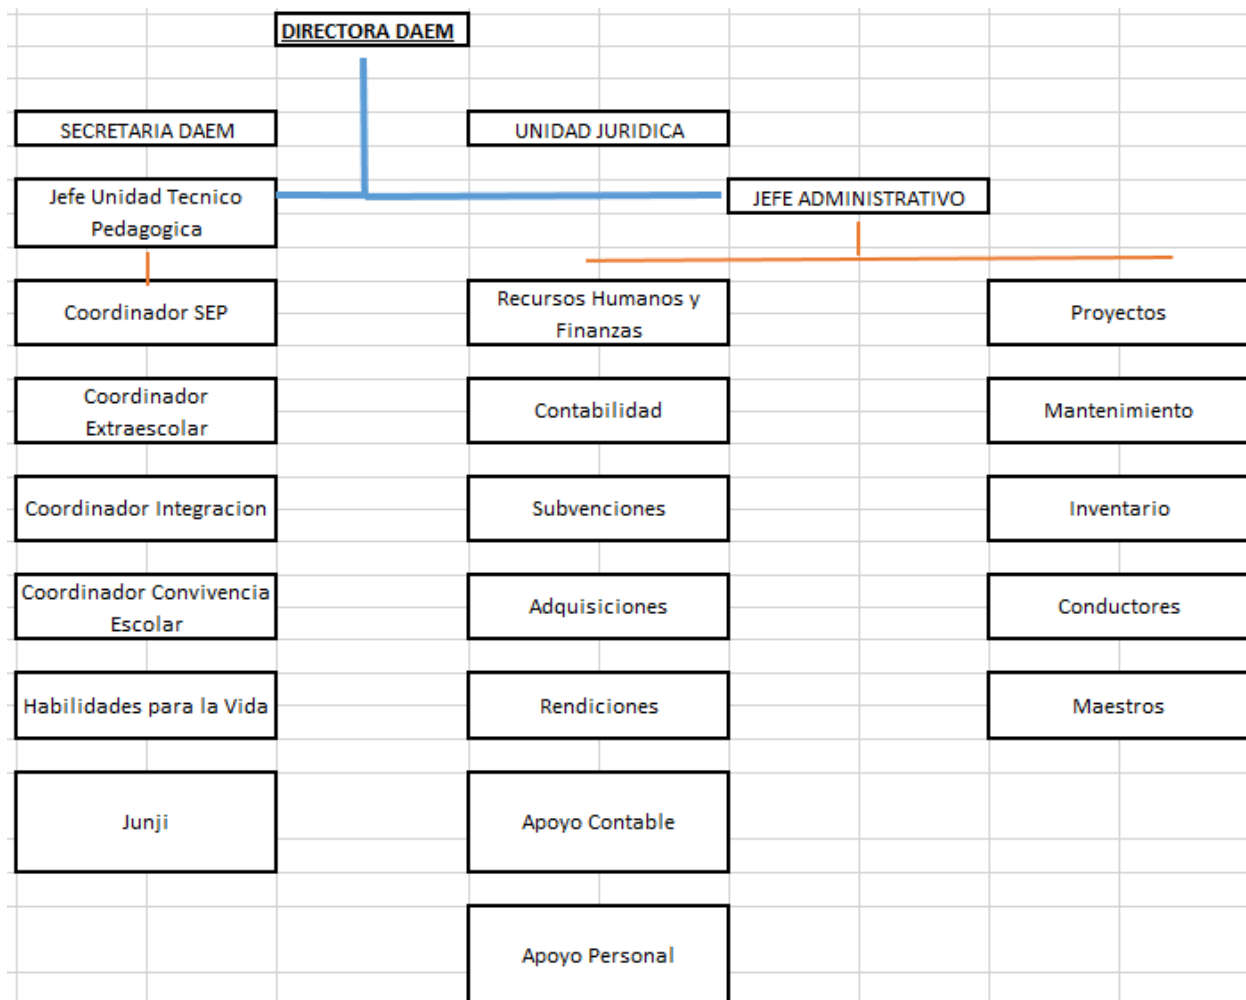 DIRECTORA DAEM
SECRETARIA DAEM
UNIDAD JURIDICA
Jefe Unidad Tecnico
Pedagogica
JEFE ADMINISTRATIVO
Coordinador SEP
Recursos Humanos y
Finanzas
Proyectos
Coordinador
Extraescolar
Contabilidad
Mantenimiento
Coordinador Integracion
Subvenciones
Inventario
Coordinador Convivencia
Escolar
Adquisiciones
Conductores
Habilidades para la Vida
Rendiciones
Maestros
Junji
Apoyo Contable
Apoyo Personal